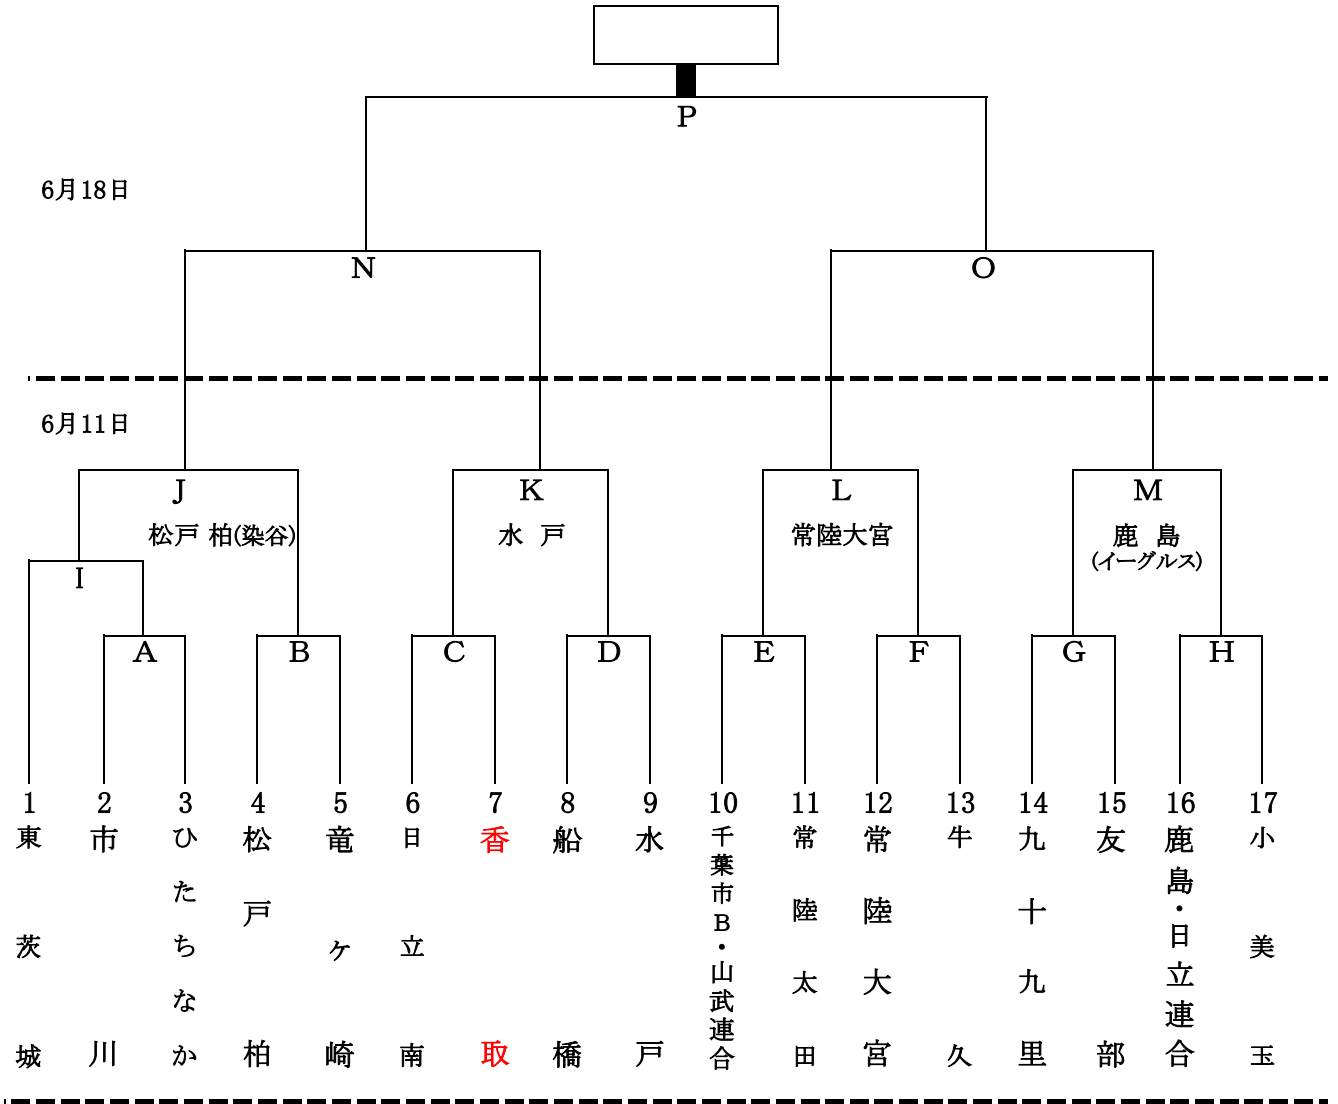 P
6月18日
N
O
6月11日
J
K
L
M
松戸 柏(染谷)
水 戸
常陸大宮
鹿 島
(イーグルス)
I
A
B
C
D
E
F
G
H
1
2
3
4
5
6
7
8
9
10
11
12
13
14
15
16
17
東茨城
市川
ひたちなか
松戸柏
竜ヶ崎
日立南
香取
船橋
水戸
千葉市B・山武連合
常陸太田
常陸大宮
牛久
九十九里
友部
鹿島・日立連合
小美玉